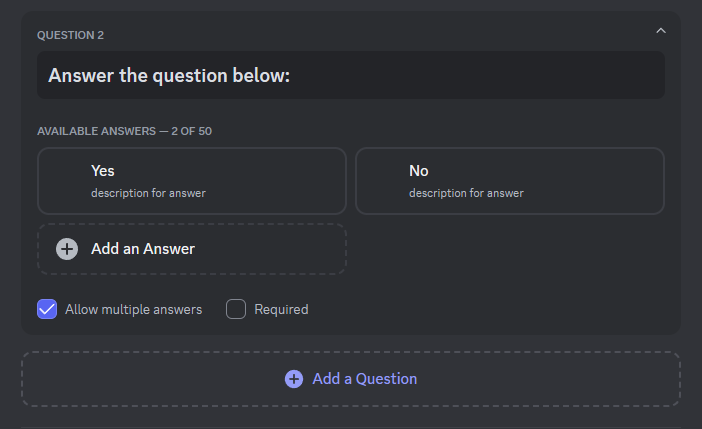 QUESTION 2
Answer the question below:
AVAILABLE ANSWERS — 2 OF 50
Yes
description for answer
No
description for answer
Add an Answer
Allow multiple answers
Required
Add a Question